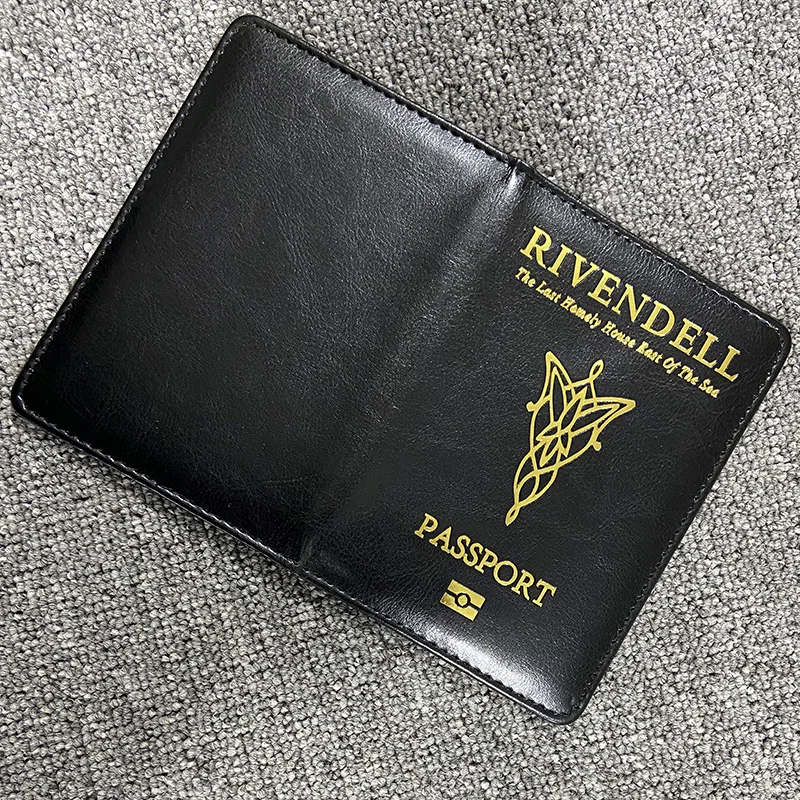 RIVENDELL
The Last Homely House East Of The Sea
PASSPORT